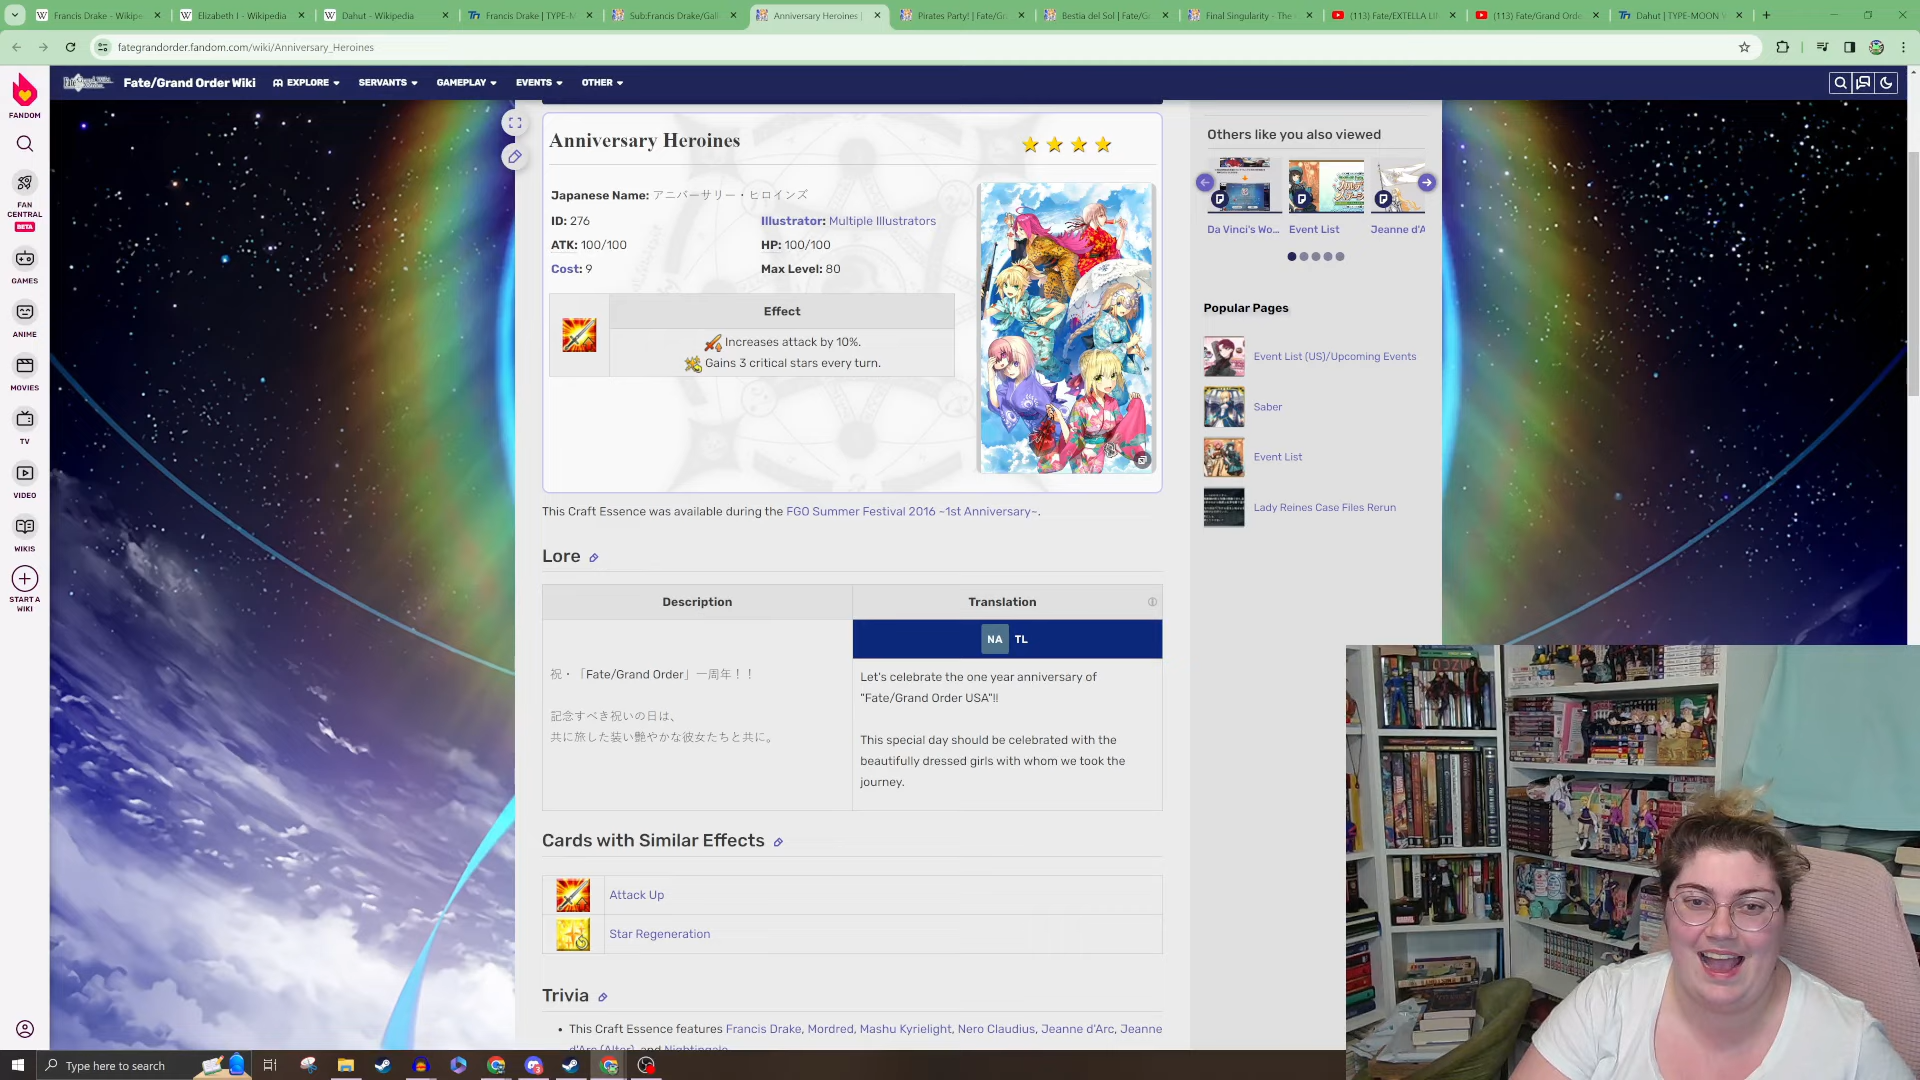 Francis Drake - Wikipe
Elizabeth I - Wikipedia
Dahut - Wikipedia
Francis Drake | TYPE-M
Sub:Francis Drake/Gall
Anniversary Heroines |
Pirates Party! | Fate/Gr
Bestia del Sol | Fate/Gr
Final Singularity - The
(113) Fate/EXTELLA LI
(113) Fate/Grand Orde
Dahut | TYPE-MOON
fategrandorder.fandom.com/wiki/Anniversary_Heroines
Fate/Grand Order Wiki
EXPLORE
SERVANTS
GAMEPLAY
EVENTS
OTHER
FANDOM
FAN
CENTRAL
BETA
GAMES
ANIME
MOVIES
TV
VIDEO
WIKIS
START A
WIKI
Anniversary Heroines
Japanese Name: アニバーサリー・ヒロインズ
ID: 276
Illustrator: Multiple Illustrators
ATK: 100/100
HP: 100/100
Cost: 9
Max Level: 80
Effect
Increases attack by 10%.
Gains 3 critical stars every turn.
This Craft Essence was available during the FGO Summer Festival 2016 ~1st Anniversary~.
Lore
Description
Translation
NA TL
祝・「Fate/Grand Order」一周年！！
記念すべき祝いの日は、
共に旅した装い艶やかな彼女たちと共に。
Let's celebrate the one year anniversary of
"Fate/Grand Order USA"!!
This special day should be celebrated with the
beautifully dressed girls with whom we took the
journey.
Cards with Similar Effects
Attack Up
Star Regeneration
Trivia
This Craft Essence features Francis Drake, Mordred, Mashu Kyrielight, Nero Claudius, Jeanne d'Arc, Jeanne
d'Arc (Alter), and Nightingale
Others like you also viewed
Da Vinci's Wo...
Event List
Jeanne d'A
Popular Pages
Event List (US)/Upcoming Events
Saber
Event List
Lady Reines Case Files Rerun
Type here to search